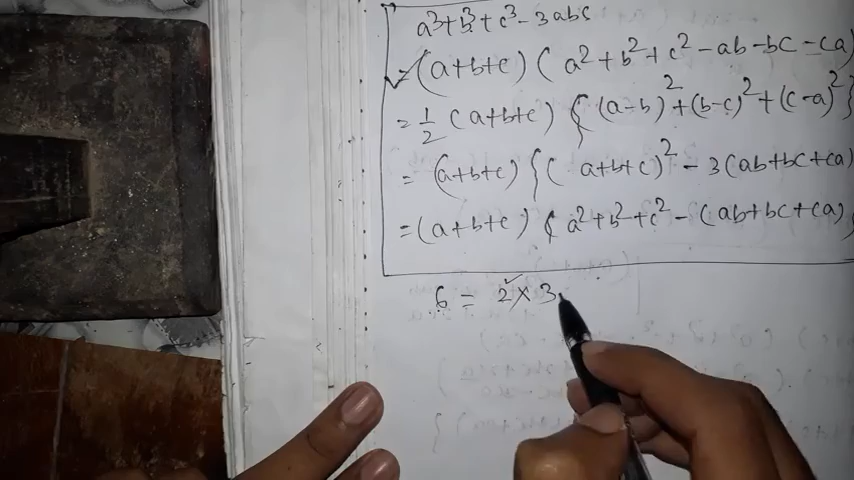 a³+b³+c³-3abc
=(a+b+c) (a²+b²+c²-ab-bc-ca)
=1/2 (a+b+c) {(a-b)²+(b-c)²+(c-a)²}
=(a+b+c) {(a+b+c)²-3(ab+bc+ca)
=(a+b+c) {a²+b²+c²-(ab+bc+ca)
6 = 2×3